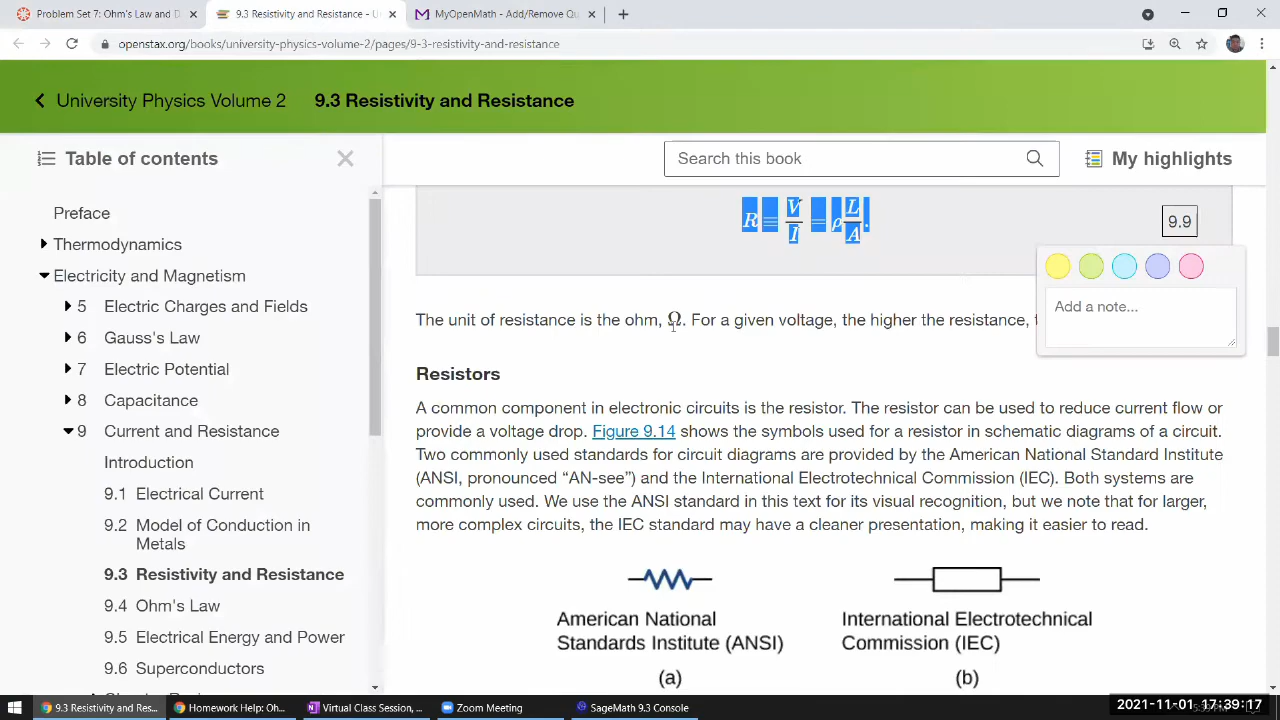 Problem Set 7: Ohm's Law and D
9.3 Resistivity and Resistance - U
MyOpenMath - Add/Remove Qu
openstax.org/books/university-physics-volume-2/pages/9-3-resistivity-and-resistance
University Physics Volume 2 9.3 Resistivity and Resistance
Table of contents
Search this book
My highlights
Preface
Thermodynamics
Electricity and Magnetism
5 Electric Charges and Fields
6 Gauss's Law
7 Electric Potential
8 Capacitance
9 Current and Resistance
Introduction
9.1 Electrical Current
9.2 Model of Conduction in
Metals
9.3 Resistivity and Resistance
9.4 Ohm's Law
9.5 Electrical Energy and Power
9.6 Superconductors
R ≡ V/I = ρ L/A.
9.9
Add a note...
The unit of resistance is the ohm, Ω. For a given voltage, the higher the resistance, t
Resistors
A common component in electronic circuits is the resistor. The resistor can be used to reduce current flow or
provide a voltage drop. Figure 9.14 shows the symbols used for a resistor in schematic diagrams of a circuit.
Two commonly used standards for circuit diagrams are provided by the American National Standard Institute
(ANSI, pronounced “AN-see”) and the International Electrotechnical Commission (IEC). Both systems are
commonly used. We use the ANSI standard in this text for its visual recognition, but we note that for larger,
more complex circuits, the IEC standard may have a cleaner presentation, making it easier to read.
American National
Standards Institute (ANSI)
(a)
International Electrotechnical
Commission (IEC)
(b)
9.3 Resistivity and Res...
Homework Help: Oh...
Virtual Class Session, ...
Zoom Meeting
SageMath 9.3 Console
2021-11-01 17:39:17